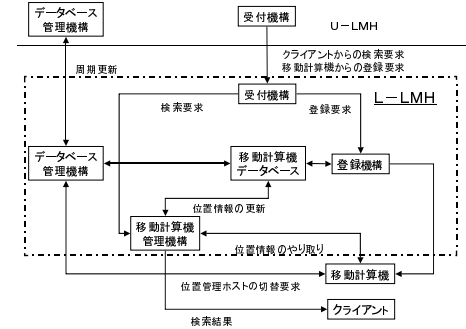 データベース
管理機構
受付機構
U－LMH
クライアントからの検索要求
移動計算機からの登録要求
周期更新
受付機構
L－LMH
検索要求
登録要求
データベース
管理機構
移動計算機
データベース
登録機構
位置情報の更新
移動計算機
管理機構
位置情報のやり取り
移動計算機
位置管理ホストの切替要求
クライアント
検索結果